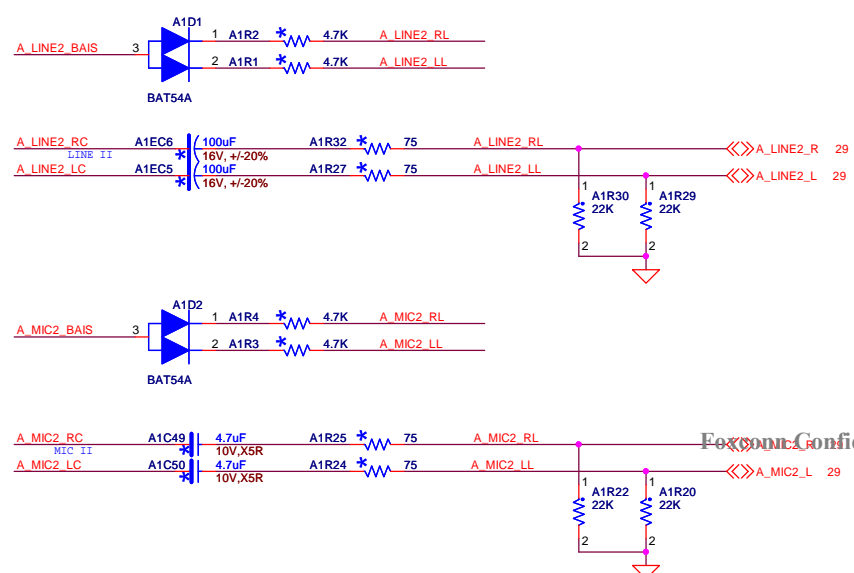 A1D1
A_LINE2_BAIS 3 1 A1R2 * 4.7K A_LINE2_RL
2 A1R1 * 4.7K A_LINE2_LL
BAT54A
A_LINE2_RC A1EC6 100uF A1R32 * 75 A_LINE2_RL A_LINE2_R 29
LINE II * 16V, +/-20%
A_LINE2_LC A1EC5 100uF A1R27 * 75 A_LINE2_LL A_LINE2_L 29
* 16V, +/-20%
1 1
A1R30 A1R29
22K 22K
2 2
A1D2
A_MIC2_BAIS 3 1 A1R4 * 4.7K A_MIC2_RL
2 A1R3 * 4.7K A_MIC2_LL
BAT54A
A_MIC2_RC A1C49 4.7uF A1R25 * 75 A_MIC2_RL A_MIC2_R 29
Foxconn Confi
MIC II * 10V,X5R
A_MIC2_LC A1C50 4.7uF A1R24 * 75 A_MIC2_LL A_MIC2_L 29
* 10V,X5R
1 1
A1R22 A1R20
22K 22K
2 2